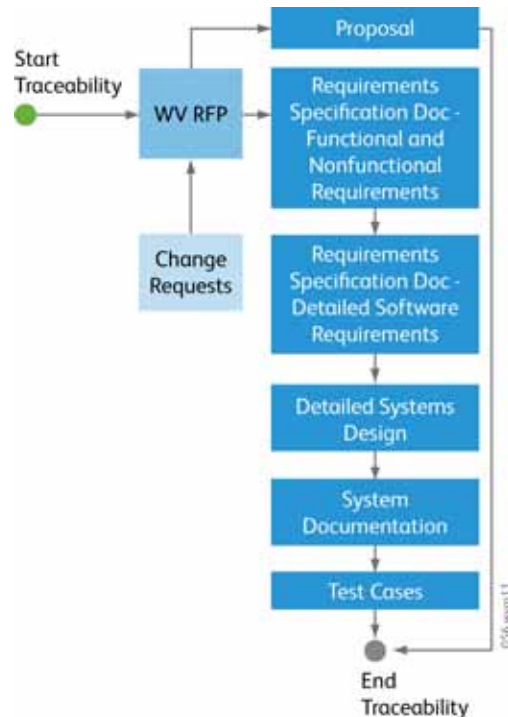 Proposal
Start
Traceability
WV RFP
Requirements
Specification Doc -
Functional and
Nonfunctional
Requirements
Change
Requests
Requirements
Specification Doc -
Detailed Software
Requirements
Detailed Systems
Design
System
Documentation
Test Cases
End
Traceability